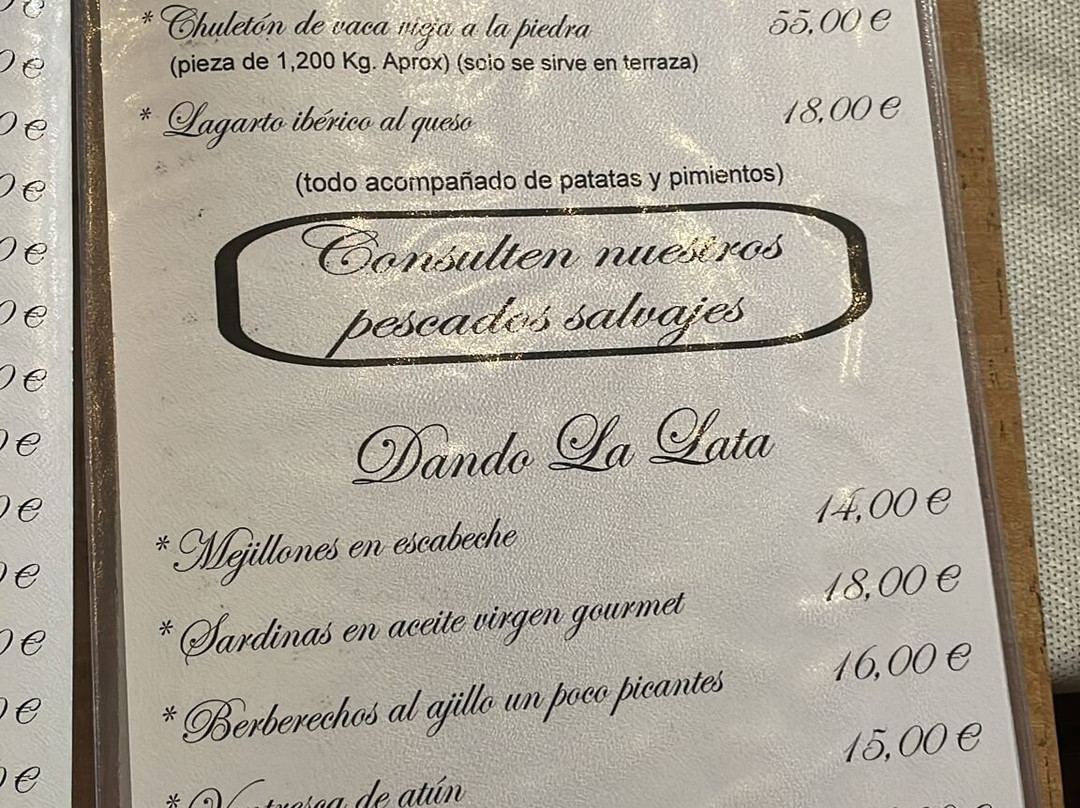 * Chuletón de vaca vieja a la piedra 55,00 €
(pieza de 1,200 Kg. Aprox) (solo se sirve en terraza)
* Lagarto ibérico al queso 18,00 €
(todo acompañado de patatas y pimientos)
Consulten nuestros
pescados salvajes
Dando La Lata
* Mejillones en escabeche 14,00 €
* Sardinas en aceite virgen gourmet 18,00 €
* Berberechos al ajillo un poco picantes 16,00 €
* Ventresca de atún 15,00 €